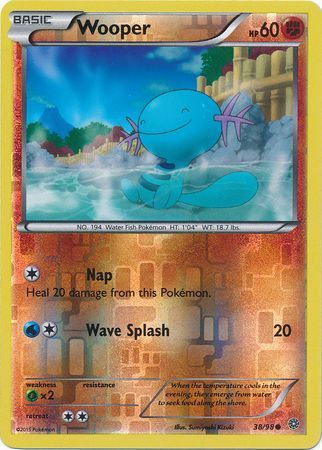 BASIC
Wooper
HP60
NO. 194 Water Fish Pokémon HT: 1'04" WT: 18.7 lbs.
Nap
Heal 20 damage from this Pokémon.
Wave Splash 20
weakness
resistance
×2
retreat
When the temperature cools in the
evening, they emerge from water
to seek food along the shore.
©2015 Pokémon
Illus. Sumiyoshi Kizuki
38/98